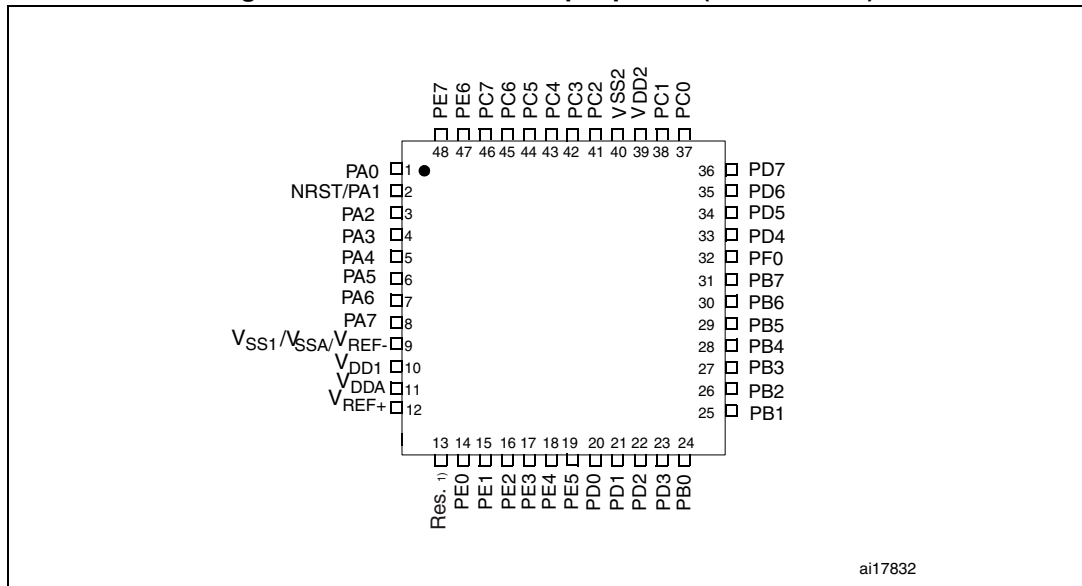 PE7
PE6
PC7
PC6
PC5
PC4
PC3
PC2
VSS2
VDD2
PC1
PC0
48 47 46 45 44 43 42 41 40 39 38 37
PA0 1
NRST/PA1 2
PA2 3
PA3 4
PA4 5
PA5 6
PA6 7
PA7 8
VSS1/VSSA/VREF- 9
VDD1 10
VDDA 11
VREF+ 12
36 PD7
35 PD6
34 PD5
33 PD4
32 PF0
31 PB7
30 PB6
29 PB5
28 PB4
27 PB3
26 PB2
25 PB1
13 14 15 16 17 18 19 20 21 22 23 24
Res. 1)
PE0
PE1
PE2
PE3
PE4
PE5
PD0
PD1
PD2
PD3
PB0
ai17832